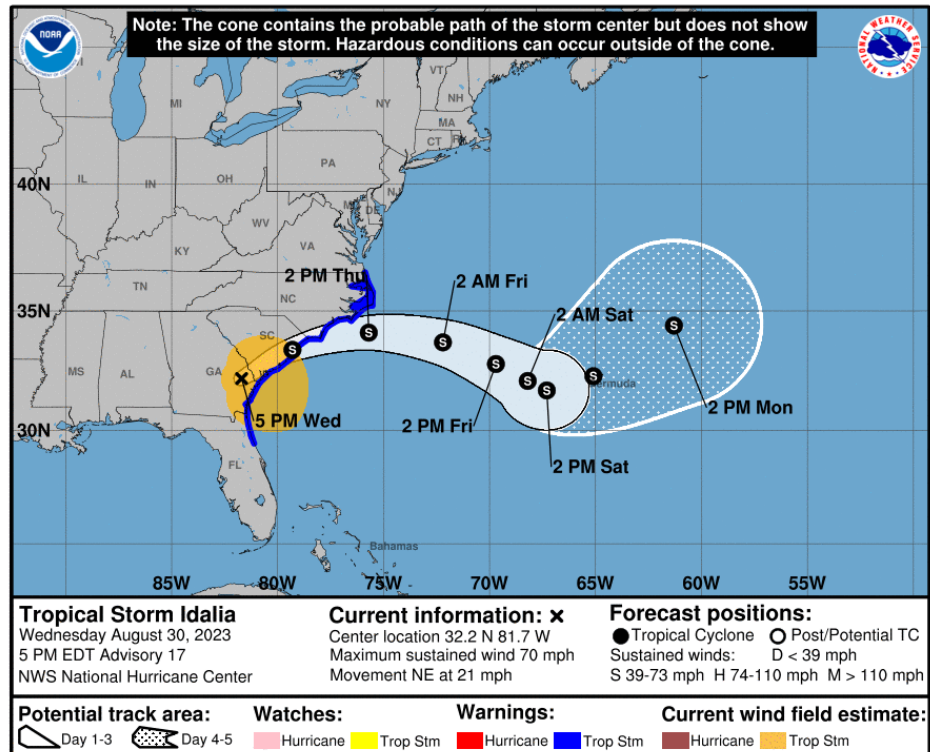 Note: The cone contains the probable path of the storm center but does not show
the size of the storm. Hazardous conditions can occur outside of the cone.
NOAA
NATIONAL WEATHER SERVICE
VT
NH
MI
NY
MA
CT
RI
PA
40N
IL
IN
OH
NJ
DE
WV
VA
KY
2 PM Thu
2 AM Fri
TN
NC
35N
2 AM Sat
SC
S
S
S
S
S
S
S
S
MS
AL
GA
Bermuda
5 PM Wed
2 PM Fri
2 PM Mon
30N
FL
2 PM Sat
Bahamas
85W 80W 75W 70W 65W 60W 55W
Tropical Storm Idalia
Wednesday August 30, 2023
5 PM EDT Advisory 17
NWS National Hurricane Center
Current information: ×
Center location 32.2 N 81.7 W
Maximum sustained wind 70 mph
Movement NE at 21 mph
Forecast positions:
Tropical Cyclone Post/Potential TC
Sustained winds: D < 39 mph
S 39-73 mph H 74-110 mph M > 110 mph
Potential track area:
Day 1-3 Day 4-5
Watches:
Hurricane Trop Stm
Warnings:
Hurricane Trop Stm
Current wind field estimate:
Hurricane Trop Stm